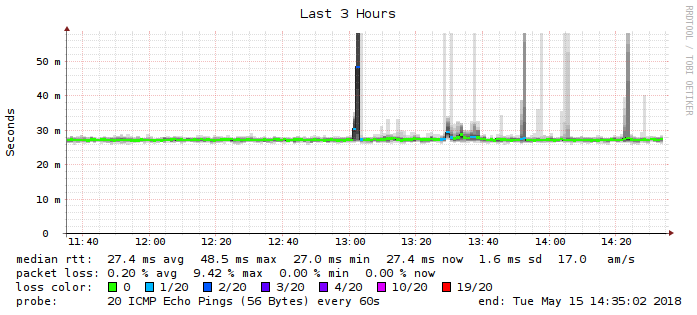 Last 3 Hours
RRDTOOL / TOBI OETIKER
Seconds
50 m
40 m
30 m
20 m
10 m
0
11:40 12:00 12:20 12:40 13:00 13:20 13:40 14:00 14:20
median rtt: 27.4 ms avg 48.5 ms max 27.0 ms min 27.4 ms now 1.6 ms sd 17.0 am/s
packet loss: 0.20 % avg 9.42 % max 0.00 % min 0.00 % now
loss color: 0 1/20 2/20 3/20 4/20 10/20 19/20
probe: 20 ICMP Echo Pings (56 Bytes) every 60s end: Tue May 15 14:35:02 2018